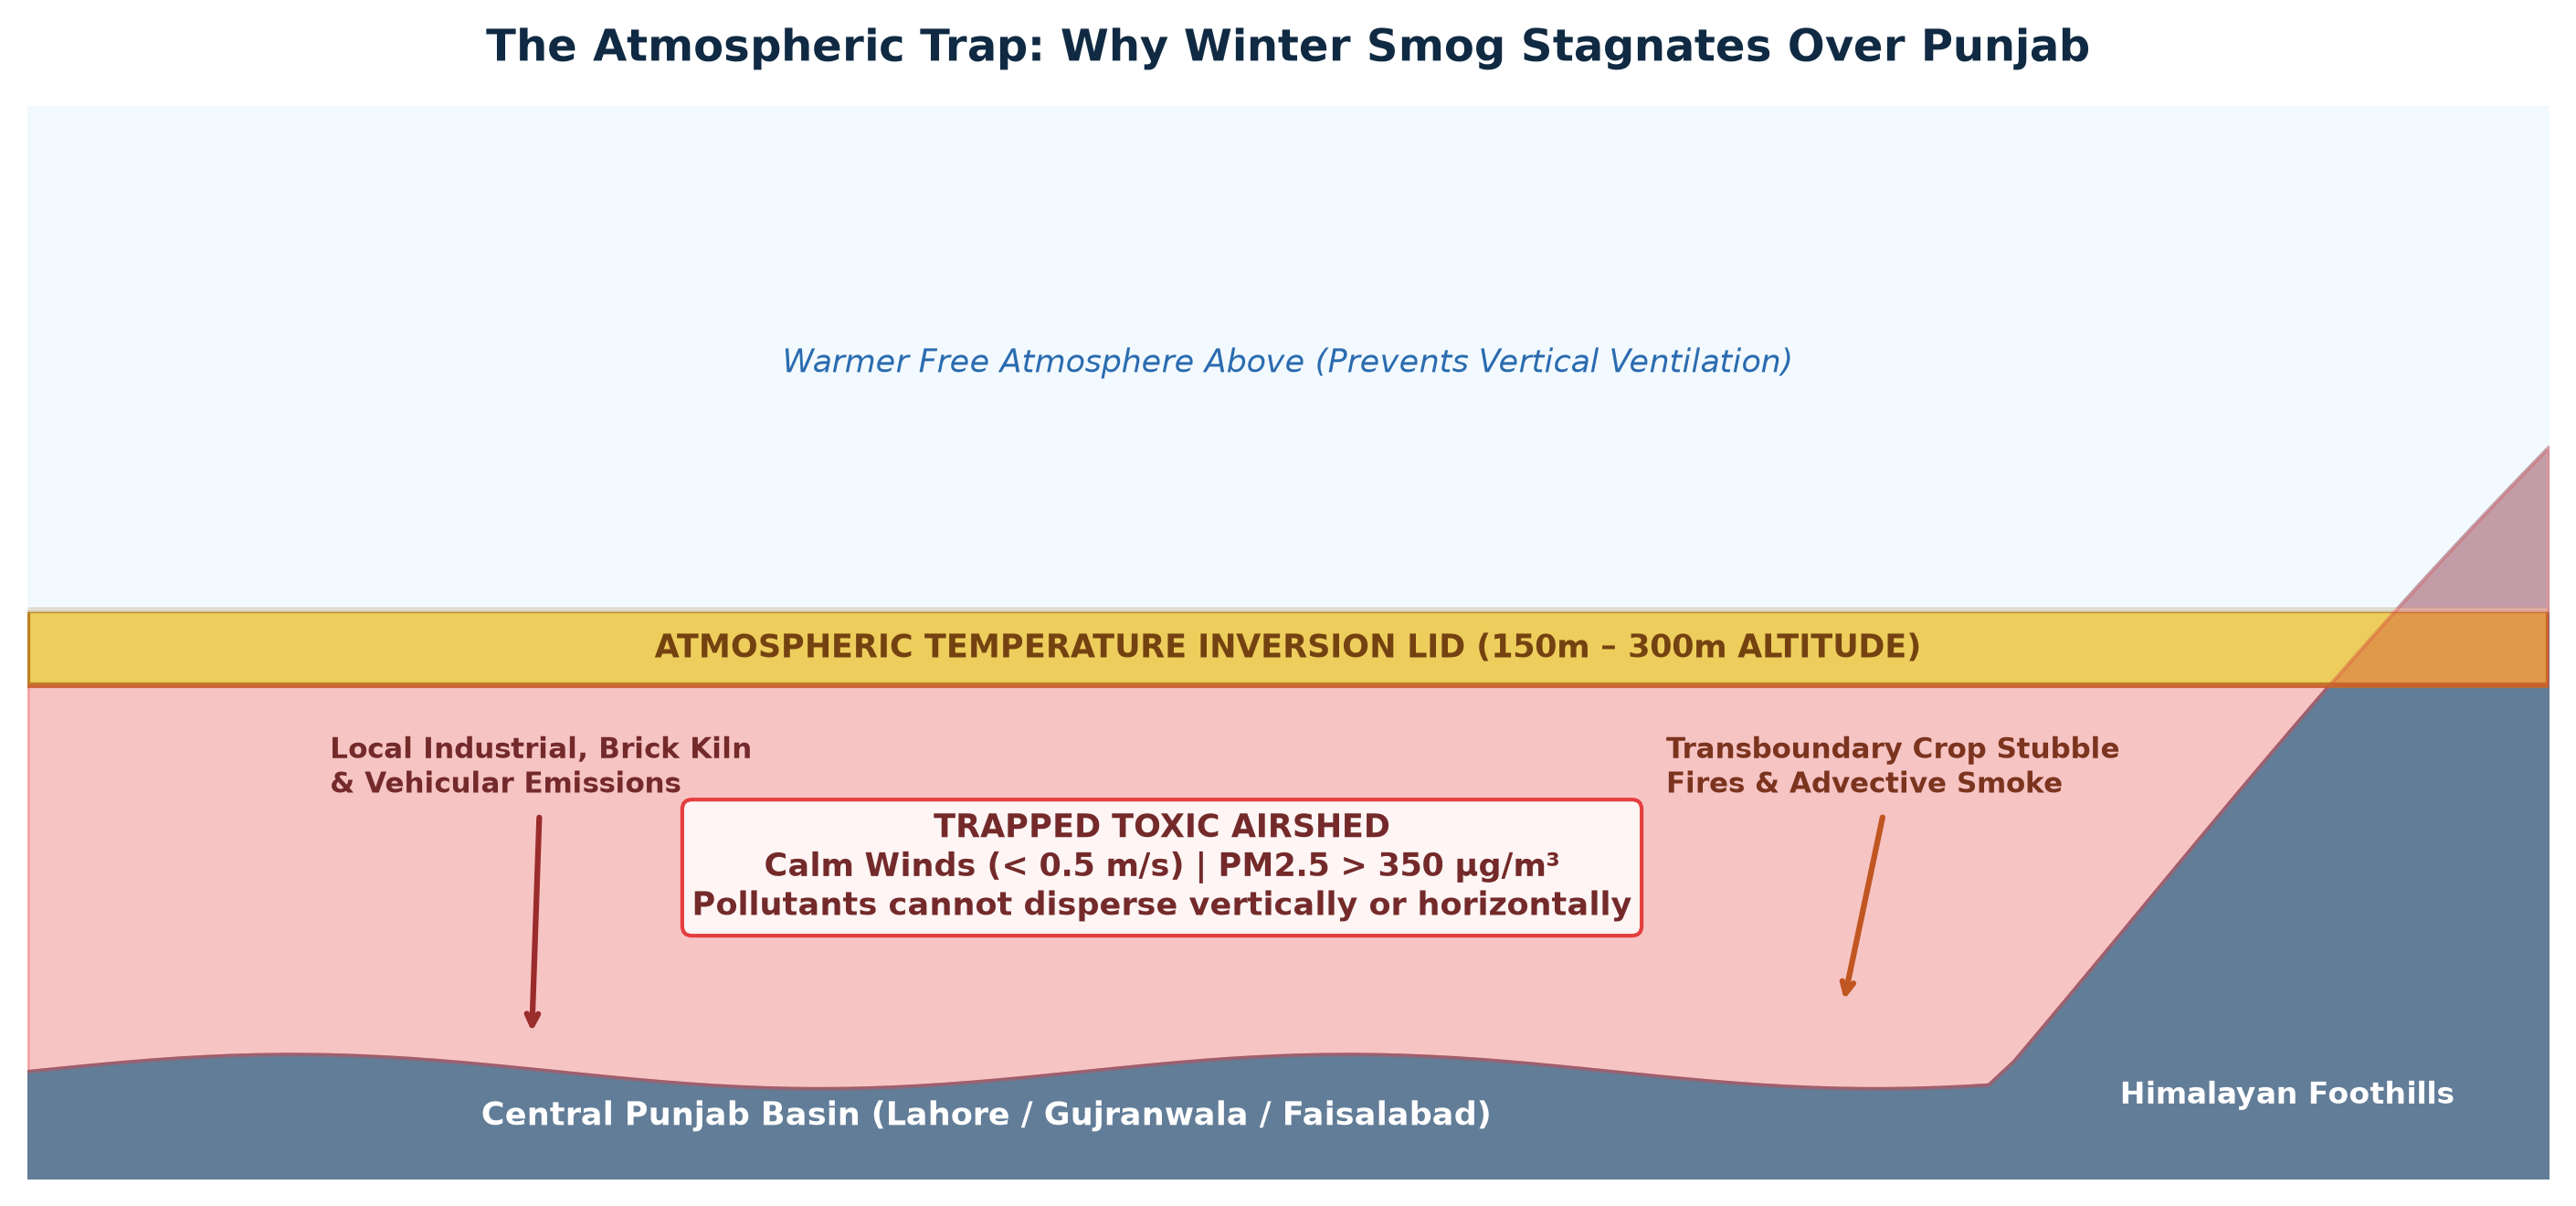 The Atmospheric Trap: Why Winter Smog Stagnates Over Punjab
Warmer Free Atmosphere Above (Prevents Vertical Ventilation)
ATMOSPHERIC TEMPERATURE INVERSION LID (150m – 300m ALTITUDE)
Local Industrial, Brick Kiln
& Vehicular Emissions
Transboundary Crop Stubble
Fires & Advective Smoke
TRAPPED TOXIC AIRSHED
Calm Winds (< 0.5 m/s) | PM2.5 > 350 μg/m³
Pollutants cannot disperse vertically or horizontally
Central Punjab Basin (Lahore / Gujranwala / Faisalabad)
Himalayan Foothills